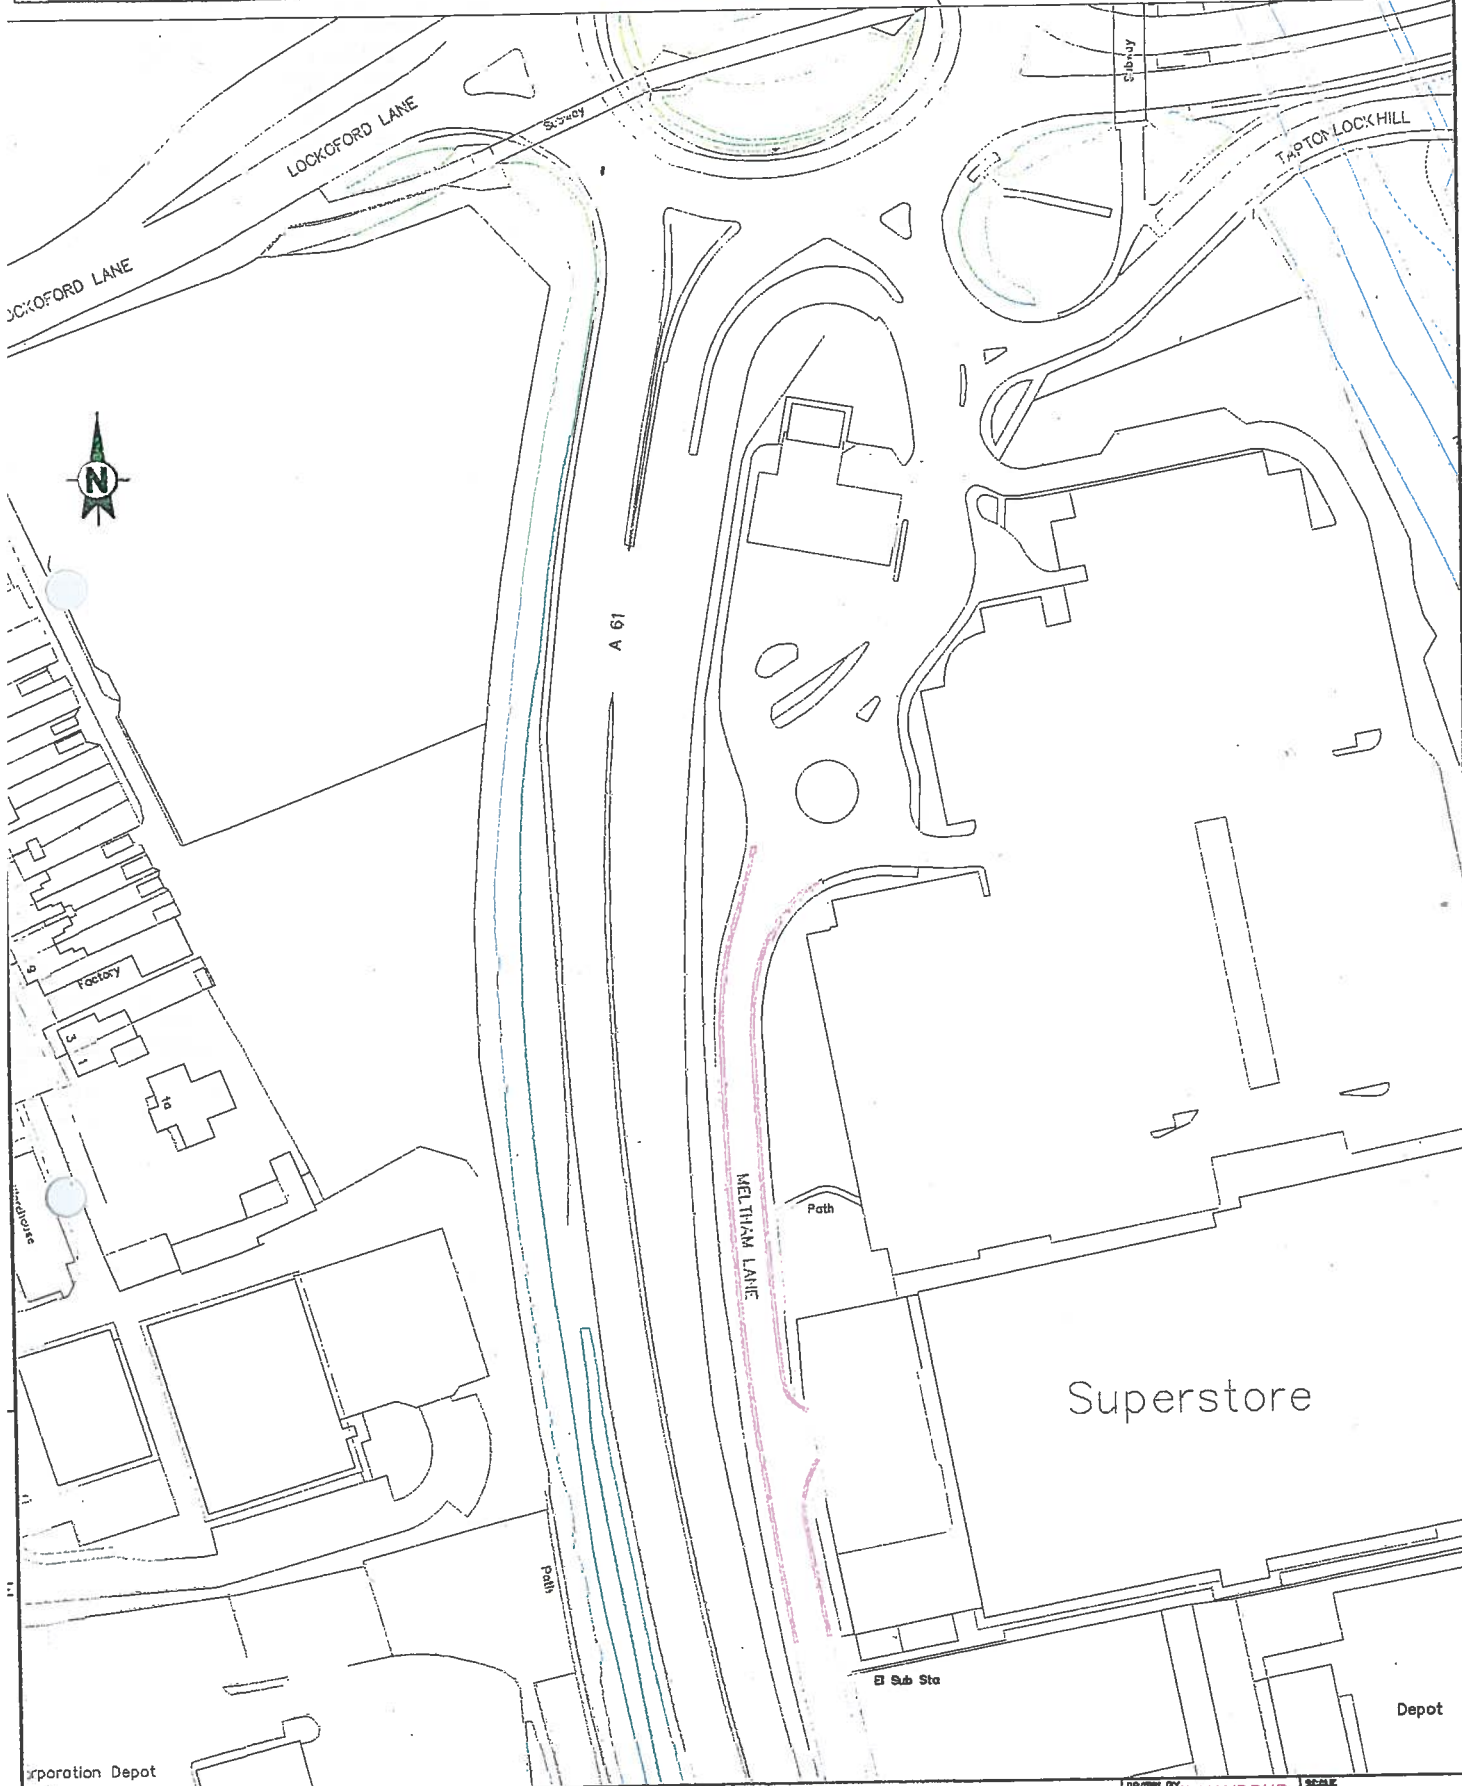 Subway
LOCKOFORD LANE
Subway
TAPTON LOCK HILL
OCKOFORD LANE
N
A 61
9
Factory
3
1
1a
MELTHAM LANE
Path
Superstore
Path
El Sub Sta
Depot
rporation Depot